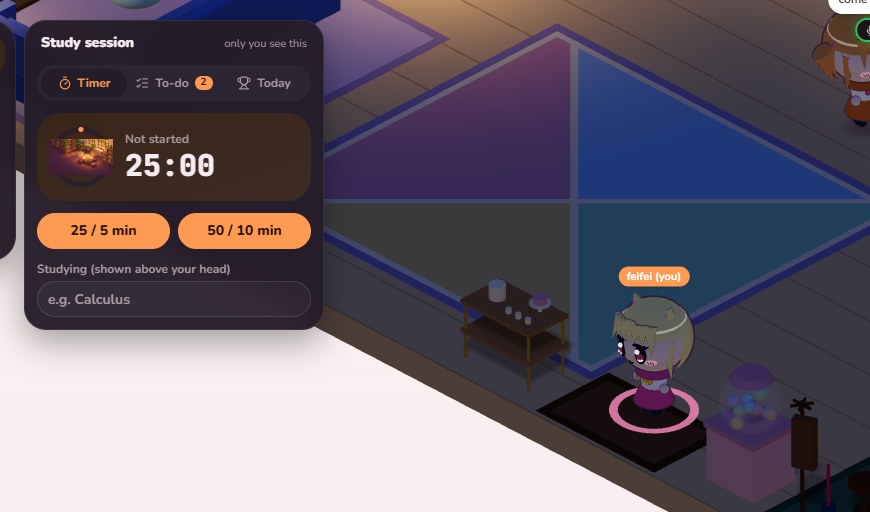 Study session
only you see this
Timer
To-do 2
Today
Not started
25:00
25 / 5 min
50 / 10 min
Studying (shown above your head)
e.g. Calculus
feifei (you)
come